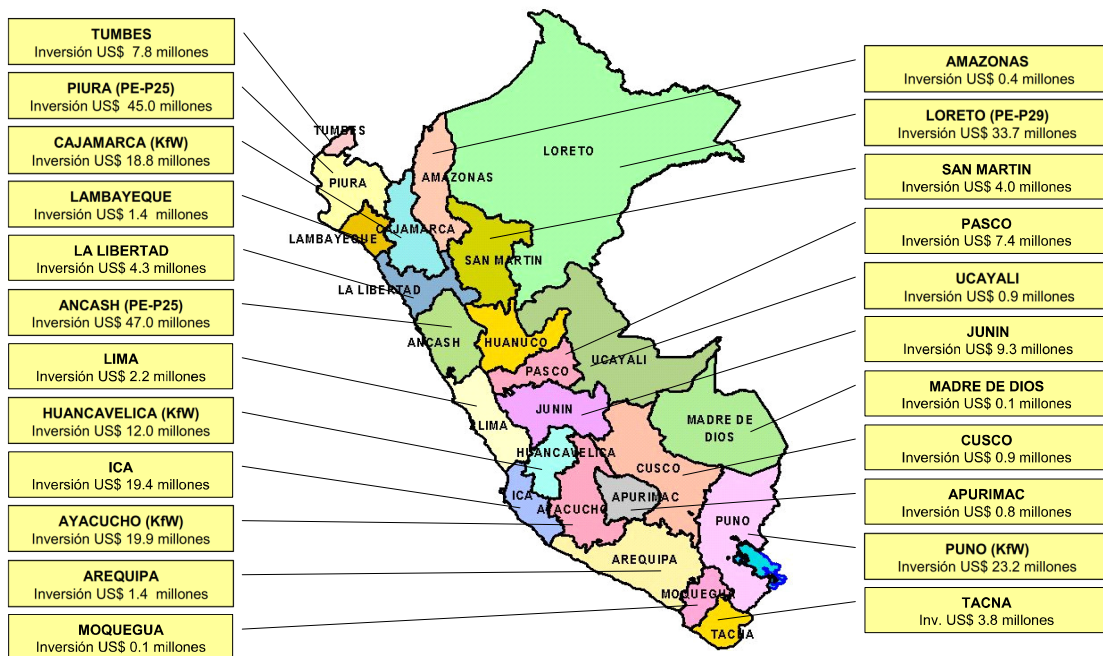 TUMBES
Inversión US$ 7.8 millones
PIURA (PE-P25)
Inversión US$ 45.0 millones
CAJAMARCA (KfW)
Inversión US$ 18.8 millones
LAMBAYEQUE
Inversión US$ 1.4 millones
LA LIBERTAD
Inversión US$ 4.3 millones
ANCASH (PE-P25)
Inversión US$ 47.0 millones
LIMA
Inversión US$ 2.2 millones
HUANCAVELICA (KfW)
Inversión US$ 12.0 millones
ICA
Inversión US$ 19.4 millones
AYACUCHO (KfW)
Inversión US$ 19.9 millones
AREQUIPA
Inversión US$ 1.4 millones
MOQUEGUA
Inversión US$ 0.1 millones
TUMBES
PIURA
AMAZONAS
LORETO
LAMBAYEQUE
CAJAMARCA
SAN MARTIN
LA LIBERTAD
ANCASH
HUANUCO
UCAYALI
PASCO
LIMA
JUNIN
MADRE DE
DIOS
HUANCAVELICA
CUSCO
ICA
AYACUCHO
APURIMAC
PUNO
AREQUIPA
MOQUEGUA
TACNA
AMAZONAS
Inversión US$ 0.4 millones
LORETO (PE-P29)
Inversión US$ 33.7 millones
SAN MARTIN
Inversión US$ 4.0 millones
PASCO
Inversión US$ 7.4 millones
UCAYALI
Inversión US$ 0.9 millones
JUNIN
Inversión US$ 9.3 millones
MADRE DE DIOS
Inversión US$ 0.1 millones
CUSCO
Inversión US$ 0.9 millones
APURIMAC
Inversión US$ 0.8 millones
PUNO (KfW)
Inversión US$ 23.2 millones
TACNA
Inv. US$ 3.8 millones